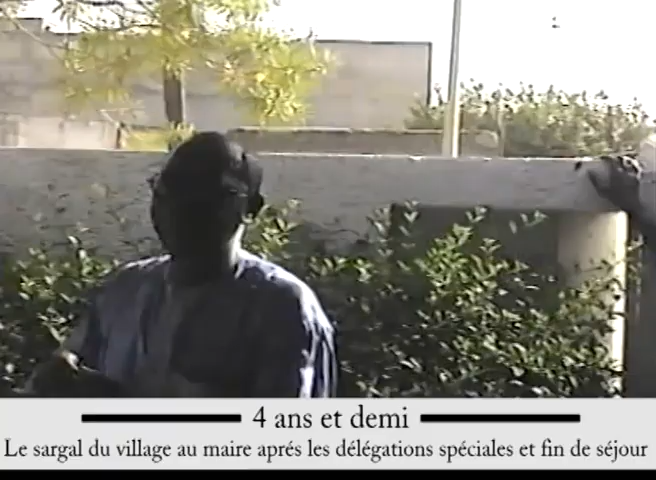 4 ans et demi
Le sargal du village au maire aprés les délégations spéciales et fin de séjour